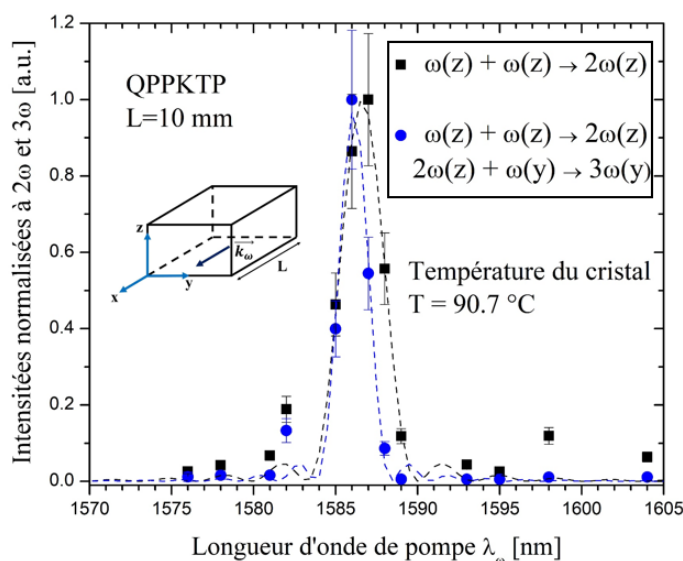 Intensitées normalisées à 2ω et 3ω [a.u.]
1.2
1.0
0.8
0.6
0.4
0.2
0.0
QPPKTP
L=10 mm
z
y
x
k_ω
L
ω(z) + ω(z) → 2ω(z)
ω(z) + ω(z) → 2ω(z)
2ω(z) + ω(y) → 3ω(y)
Température du cristal
T = 90.7 °C
1570 1575 1580 1585 1590 1595 1600 1605
Longueur d'onde de pompe λ_ω [nm]